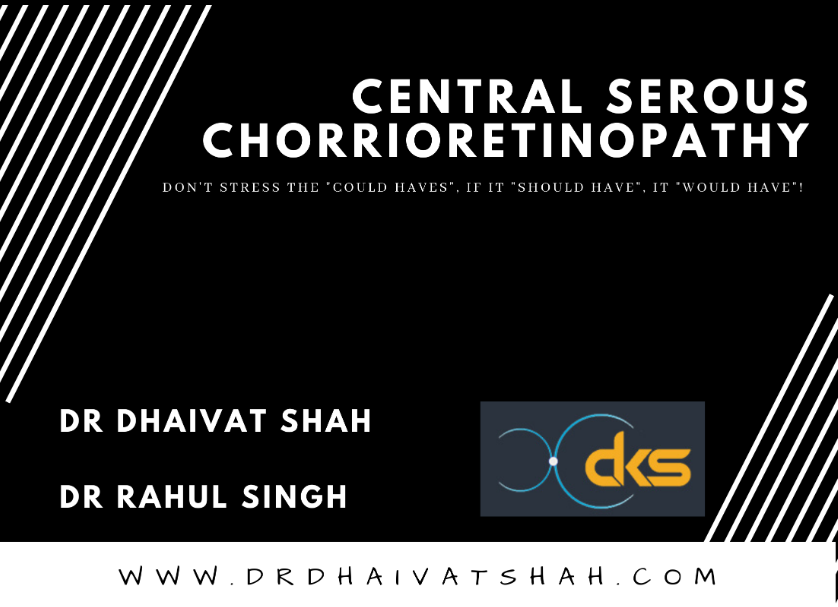 CENTRAL SEROUS
CHORRIORETINOPATHY
DON'T STRESS THE "COULD HAVES", IF IT "SHOULD HAVE", IT "WOULD HAVE"!
DR DHAIVAT SHAH
dks
DR RAHUL SINGH
WWW.DRDHAIVATSHAH.COM